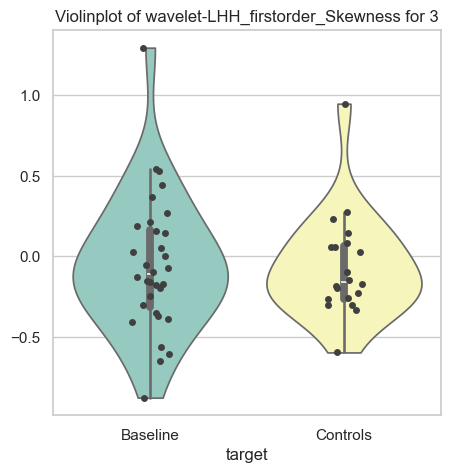 Violinplot of wavelet-LHH_firstorder_Skewness for 3
1.0
0.5
0.0
−0.5
Baseline Controls
target